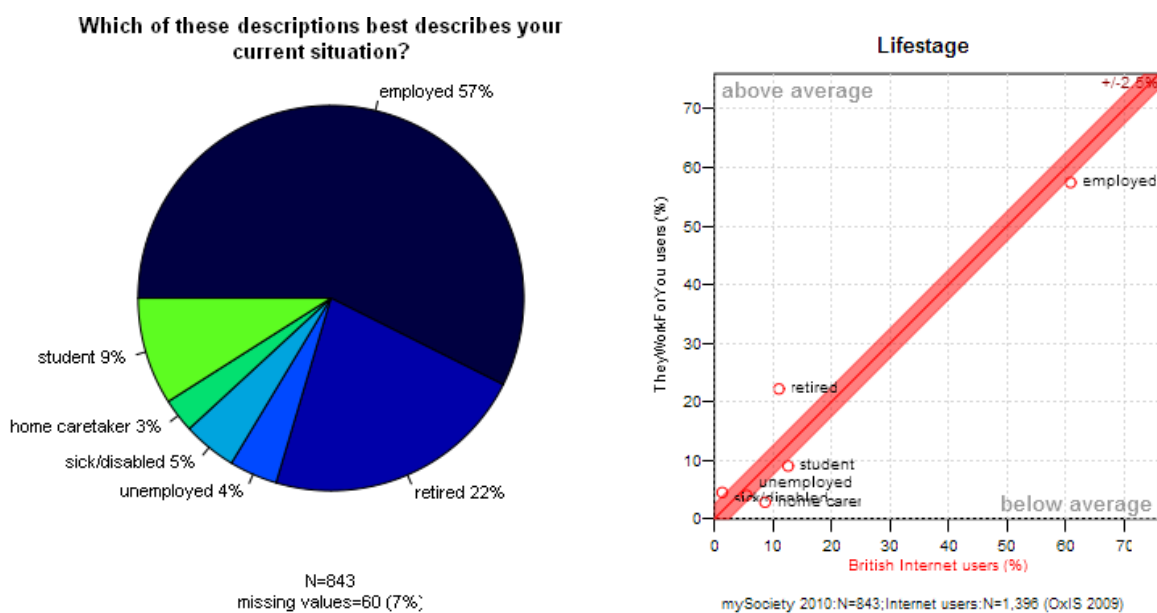 Which of these descriptions best describes your
current situation?
employed 57%
student 9%
home caretaker 3%
sick/disabled 5%
unemployed 4%
retired 22%
N=843
missing values=60 (7%)
Lifestage
above average
+/-2.5%
TheyWorkForYou users (%)
70
60
50
40
30
20
10
0
employed
retired
student
unemployed
sick/disabled
home carer
below average
0 10 20 30 40 50 60 70
British Internet users (%)
mySociety 2010:N=843;Internet users:N=1,396 (OxIS 2009)